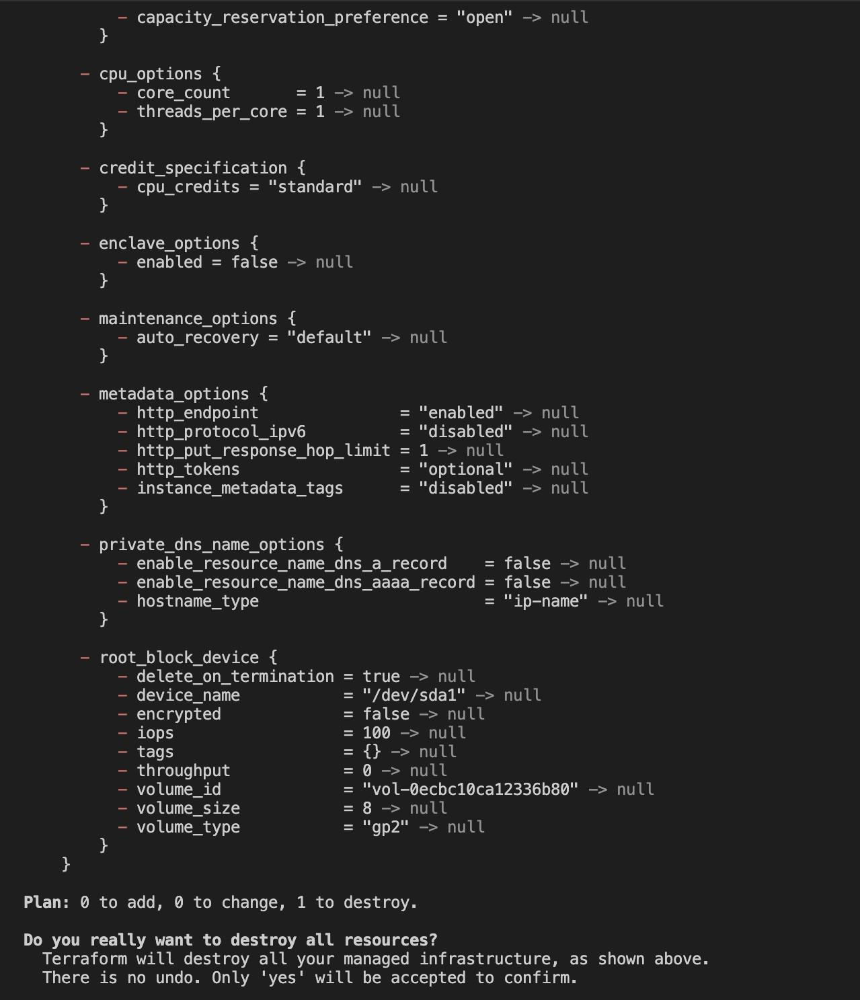 - capacity_reservation_preference = "open" -> null
}
- cpu_options {
- core_count       = 1 -> null
- threads_per_core = 1 -> null
}
- credit_specification {
- cpu_credits = "standard" -> null
}
- enclave_options {
- enabled = false -> null
}
- maintenance_options {
- auto_recovery = "default" -> null
}
- metadata_options {
- http_endpoint               = "enabled" -> null
- http_protocol_ipv6          = "disabled" -> null
- http_put_response_hop_limit = 1 -> null
- http_tokens                 = "optional" -> null
- instance_metadata_tags      = "disabled" -> null
}
- private_dns_name_options {
- enable_resource_name_dns_a_record    = false -> null
- enable_resource_name_dns_aaaa_record = false -> null
- hostname_type                        = "ip-name" -> null
}
- root_block_device {
- delete_on_termination = true -> null
- device_name           = "/dev/sda1" -> null
- encrypted             = false -> null
- iops                  = 100 -> null
- tags                  = {} -> null
- throughput            = 0 -> null
- volume_id             = "vol-0ecbc10ca12336b80" -> null
- volume_size           = 8 -> null
- volume_type           = "gp2" -> null
}
}
Plan: 0 to add, 0 to change, 1 to destroy.
Do you really want to destroy all resources?
Terraform will destroy all your managed infrastructure, as shown above.
There is no undo. Only 'yes' will be accepted to confirm.